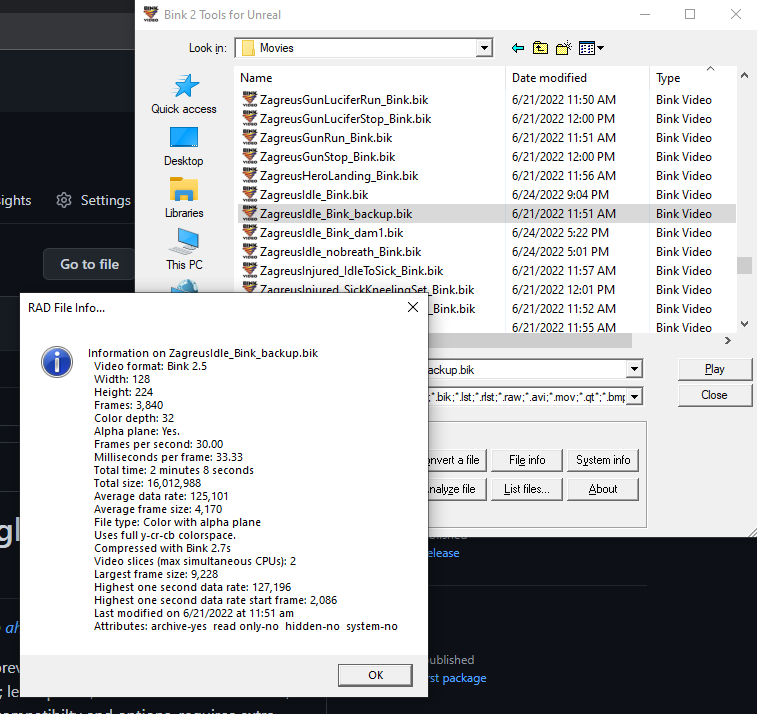 Bink 2 Tools for Unreal
Look in:
Movies
Name
Date modified
Type
Quick access
Desktop
Libraries
This PC
ZagreusGunLuciferRun_Bink.bik 6/21/2022 11:50 AM Bink Video
ZagreusGunLuciferStop_Bink.bik 6/21/2022 12:00 PM Bink Video
ZagreusGunRun_Bink.bik 6/21/2022 11:51 AM Bink Video
ZagreusGunStop_Bink.bik 6/21/2022 12:00 PM Bink Video
ZagreusHeroLanding_Bink.bik 6/21/2022 11:56 AM Bink Video
ZagreusIdle_Bink.bik 6/24/2022 9:04 PM Bink Video
ZagreusIdle_Bink_backup.bik 6/21/2022 11:51 AM Bink Video
ZagreusIdle_Bink_dam1.bik 6/24/2022 5:22 PM Bink Video
ZagreusIdle_nobreath_Bink.bik 6/24/2022 5:01 PM Bink Video
ZagreusInjured_IdleToSick_Bink.bik 6/21/2022 11:57 AM Bink Video
ZagreusInjured_SickKneelingSet_Bink.bik 6/21/2022 12:01 PM Bink Video
_Bink.bik 6/21/2022 11:52 AM Bink Video
6/21/2022 11:55 AM Bink Video
ackup.bik
;*.bik;*.lst;*.rlst;*.raw;*.avi;*.mov;*.qt*;*.bmp
Play
Close
nvert a file
File info
System info
nalyze file
List files...
About
sights
Settings
Go to file
RAD File Info...
Information on ZagreusIdle_Bink_backup.bik
Video format: Bink 2.5
Width: 128
Height: 224
Frames: 3,840
Color depth: 32
Alpha plane: Yes.
Frames per second: 30.00
Milliseconds per frame: 33.33
Total time: 2 minutes 8 seconds
Total size: 16,012,988
Average data rate: 125,101
Average frame size: 4,170
File type: Color with alpha plane
Uses full y-cr-cb colorspace.
Compressed with Bink 2.7s
Video slices (max simultaneous CPUs): 2
Largest frame size: 9,228
Highest one second data rate: 127,196
Highest one second data rate start frame: 2,086
Last modified on 6/21/2022 at 11:51 am
Attributes: archive-yes read only-no hidden-no system-no
OK
elease
ublished
rst package